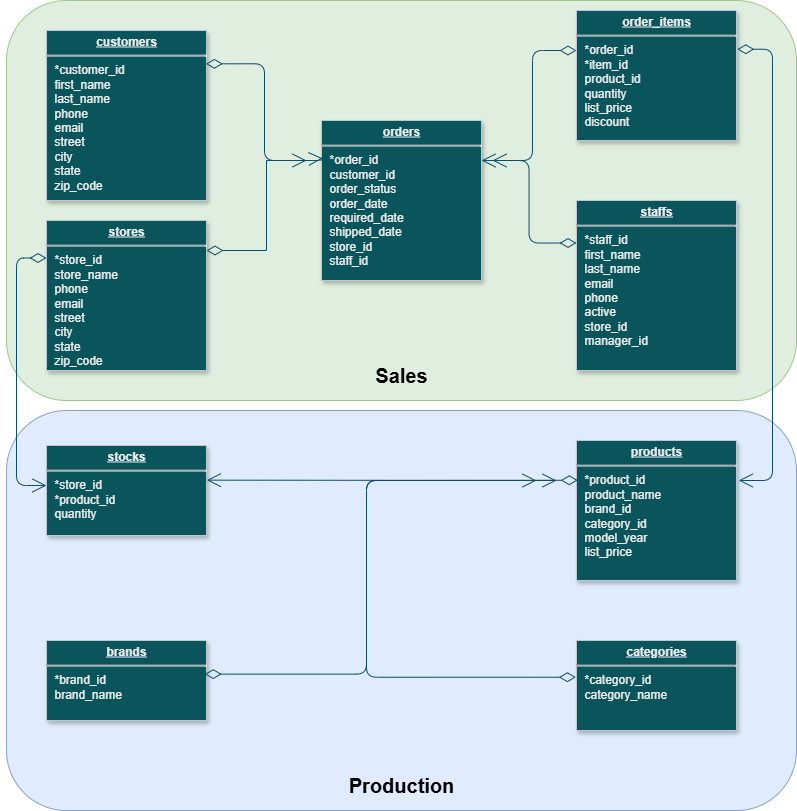 customers
*customer_id
first_name
last_name
phone
email
street
city
state
zip_code
stores
*store_id
store_name
phone
email
street
city
state
zip_code
orders
*order_id
customer_id
order_status
order_date
required_date
shipped_date
store_id
staff_id
order_items
*order_id
*item_id
product_id
quantity
list_price
discount
staffs
*staff_id
first_name
last_name
email
phone
active
store_id
manager_id
Sales
stocks
*store_id
*product_id
quantity
products
*product_id
product_name
brand_id
category_id
model_year
list_price
brands
*brand_id
brand_name
categories
*category_id
category_name
Production